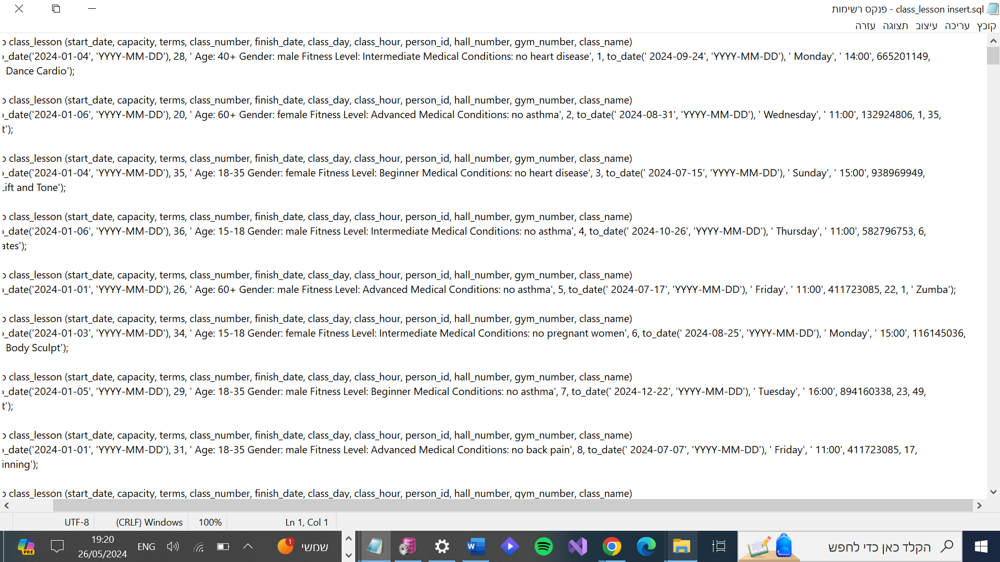 class_lesson insert.sql - פנקס רשימות
קובץ עריכה עיצוב תצוגה עזרה
o class_lesson (start_date, capacity, terms, class_number, finish_date, class_day, class_hour, person_id, hall_number, gym_number, class_name)
o_date('2024-01-04', 'YYYY-MM-DD'), 28, ' Age: 40+ Gender: male Fitness Level: Intermediate Medical Conditions: no heart disease', 1, to_date(' 2024-09-24', 'YYYY-MM-DD'), ' Monday', ' 14:00', 665201149,
Dance Cardio');
o class_lesson (start_date, capacity, terms, class_number, finish_date, class_day, class_hour, person_id, hall_number, gym_number, class_name)
o_date('2024-01-06', 'YYYY-MM-DD'), 20, ' Age: 60+ Gender: female Fitness Level: Advanced Medical Conditions: no asthma', 2, to_date(' 2024-08-31', 'YYYY-MM-DD'), ' Wednesday', ' 11:00', 132924806, 1, 35,
t');
o class_lesson (start_date, capacity, terms, class_number, finish_date, class_day, class_hour, person_id, hall_number, gym_number, class_name)
o_date('2024-01-04', 'YYYY-MM-DD'), 35, ' Age: 18-35 Gender: female Fitness Level: Beginner Medical Conditions: no heart disease', 3, to_date(' 2024-07-15', 'YYYY-MM-DD'), ' Sunday', ' 15:00', 938969949,
Lift and Tone');
o class_lesson (start_date, capacity, terms, class_number, finish_date, class_day, class_hour, person_id, hall_number, gym_number, class_name)
o_date('2024-01-06', 'YYYY-MM-DD'), 36, ' Age: 15-18 Gender: male Fitness Level: Intermediate Medical Conditions: no asthma', 4, to_date(' 2024-10-26', 'YYYY-MM-DD'), ' Thursday', ' 11:00', 582796753, 6,
ates');
o class_lesson (start_date, capacity, terms, class_number, finish_date, class_day, class_hour, person_id, hall_number, gym_number, class_name)
o_date('2024-01-01', 'YYYY-MM-DD'), 26, ' Age: 60+ Gender: male Fitness Level: Advanced Medical Conditions: no asthma', 5, to_date(' 2024-07-17', 'YYYY-MM-DD'), ' Friday', ' 11:00', 411723085, 22, 1, ' Zumba');
o class_lesson (start_date, capacity, terms, class_number, finish_date, class_day, class_hour, person_id, hall_number, gym_number, class_name)
o_date('2024-01-03', 'YYYY-MM-DD'), 34, ' Age: 15-18 Gender: female Fitness Level: Intermediate Medical Conditions: no pregnant women', 6, to_date(' 2024-08-25', 'YYYY-MM-DD'), ' Monday', ' 15:00', 116145036,
Body Sculpt');
o class_lesson (start_date, capacity, terms, class_number, finish_date, class_day, class_hour, person_id, hall_number, gym_number, class_name)
o_date('2024-01-05', 'YYYY-MM-DD'), 29, ' Age: 18-35 Gender: male Fitness Level: Beginner Medical Conditions: no asthma', 7, to_date(' 2024-12-22', 'YYYY-MM-DD'), ' Tuesday', ' 16:00', 894160338, 23, 49,
t');
o class_lesson (start_date, capacity, terms, class_number, finish_date, class_day, class_hour, person_id, hall_number, gym_number, class_name)
o_date('2024-01-01', 'YYYY-MM-DD'), 31, ' Age: 18-35 Gender: male Fitness Level: Advanced Medical Conditions: no back pain', 8, to_date(' 2024-07-07', 'YYYY-MM-DD'), ' Friday', ' 11:00', 411723085, 17,
inning');
o class_lesson (start_date, capacity, terms, class_number, finish_date, class_day, class_hour, person_id, hall_number, gym_number, class_name)
UTF-8 (CRLF) Windows 100% Ln 1, Col 1
PRE 19:20 ENG 1 שמשי W הקלד כאן כדי לחפש
26/05/2024